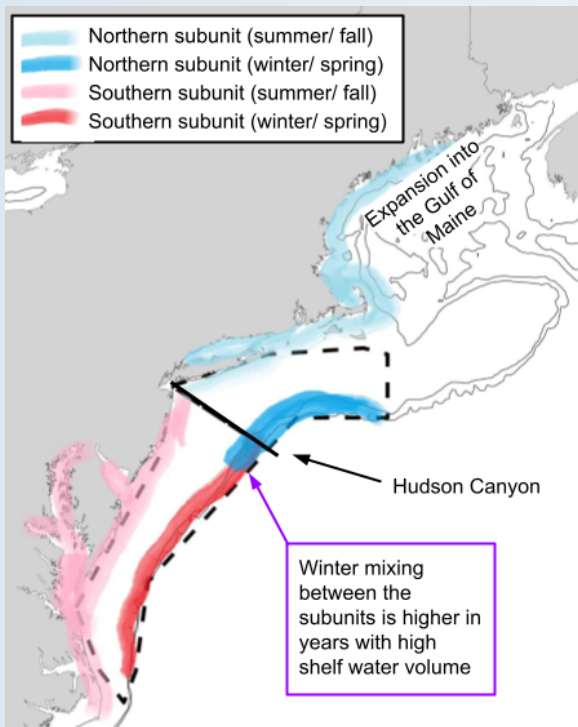 Northern subunit (summer/ fall)
Northern subunit (winter/ spring)
Southern subunit (summer/ fall)
Southern subunit (winter/ spring)
Expansion into
the Gulf of
Maine
Hudson Canyon
Winter mixing
between the
subunits is higher in
years with high
shelf water volume